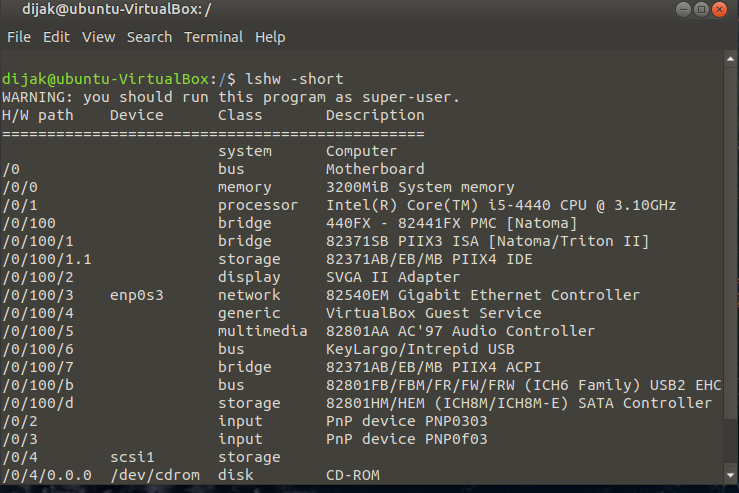 dijak@ubuntu-VirtualBox: /
File Edit View Search Terminal Help
dijak@ubuntu-VirtualBox:/$ lshw -short
WARNING: you should run this program as super-user.
H/W path    Device      Class       Description
===============================================
                        system      Computer
/0                      bus         Motherboard
/0/0                    memory      3200MiB System memory
/0/1                    processor   Intel(R) Core(TM) i5-4440 CPU @ 3.10GHz
/0/100                  bridge      440FX - 82441FX PMC [Natoma]
/0/100/1                bridge      82371SB PIIX3 ISA [Natoma/Triton II]
/0/100/1.1              storage     82371AB/EB/MB PIIX4 IDE
/0/100/2                display     SVGA II Adapter
/0/100/3    enp0s3      network     82540EM Gigabit Ethernet Controller
/0/100/4                generic     VirtualBox Guest Service
/0/100/5                multimedia  82801AA AC'97 Audio Controller
/0/100/6                bus         KeyLargo/Intrepid USB
/0/100/7                bridge      82371AB/EB/MB PIIX4 ACPI
/0/100/b                bus         82801FB/FBM/FR/FW/FRW (ICH6 Family) USB2 EHC
/0/100/d                storage     82801HM/HEM (ICH8M/ICH8M-E) SATA Controller
/0/2                    input       PnP device PNP0303
/0/3                    input       PnP device PNP0f03
/0/4        scsi1       storage
/0/4/0.0.0  /dev/cdrom  disk        CD-ROM